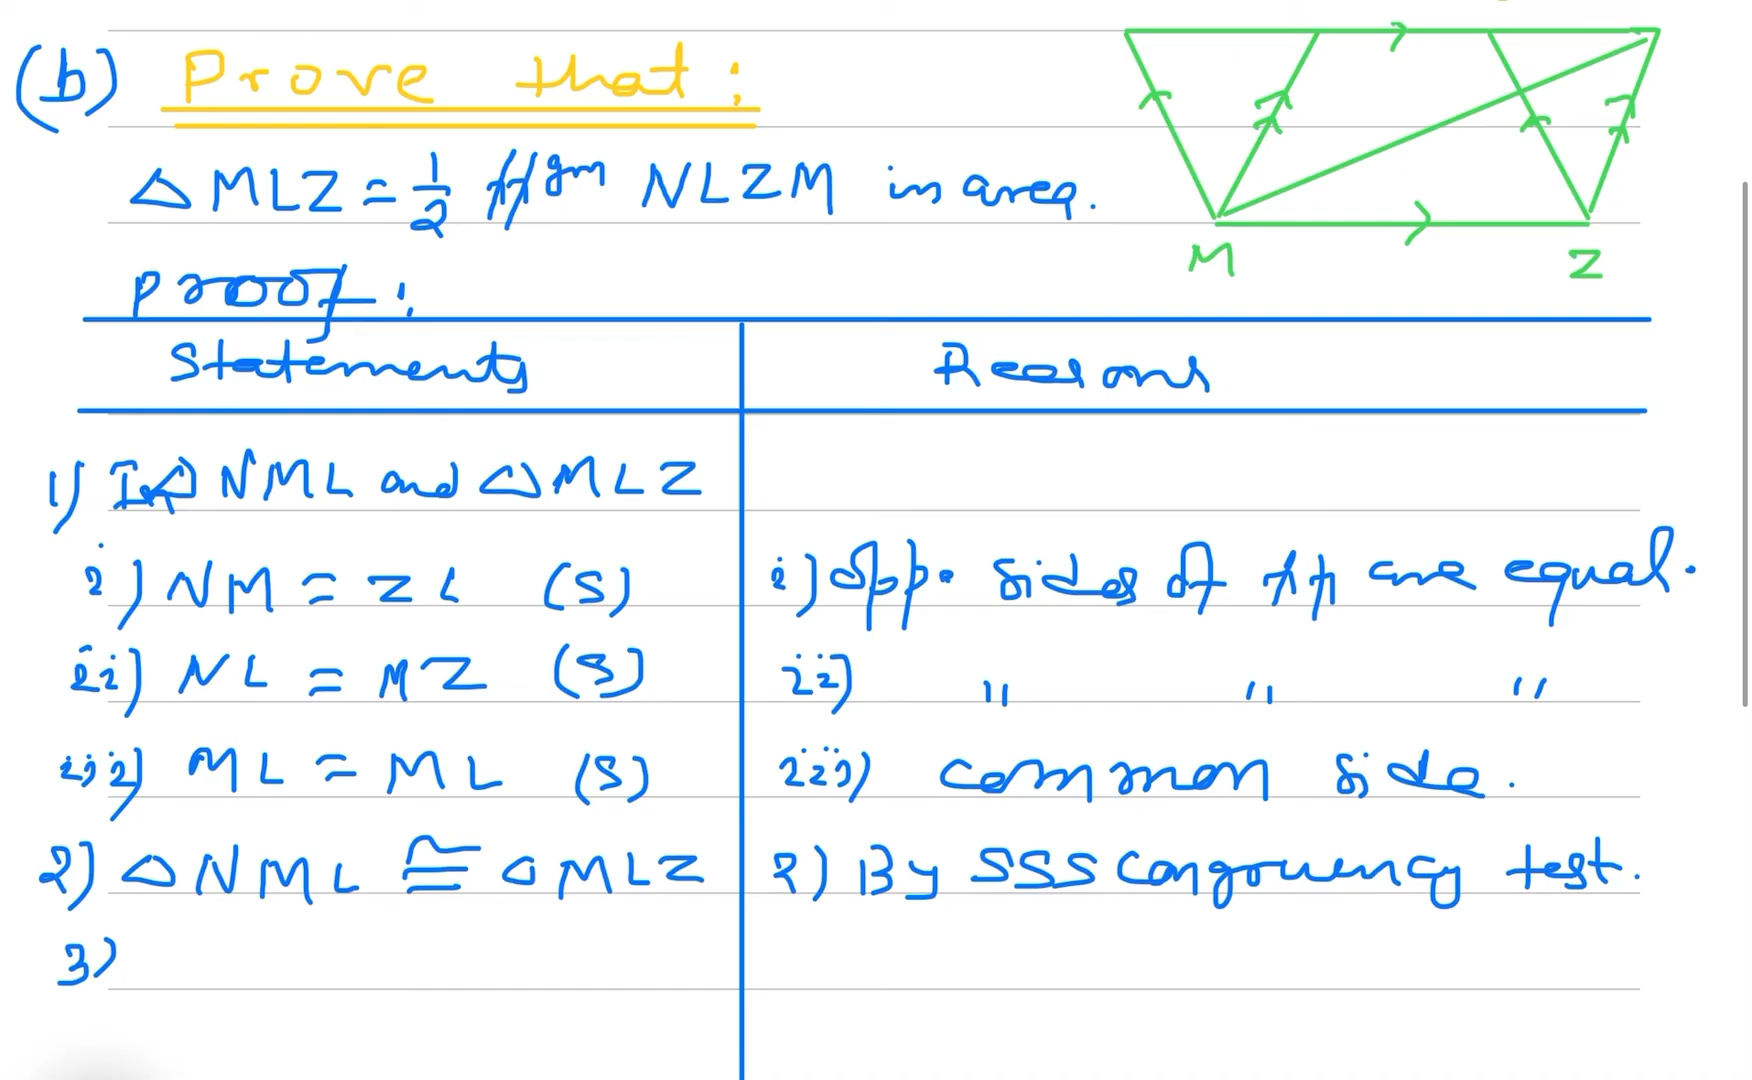 (b) Prove that:
△MLZ = 1/2 //gm NLZM in area.
M Z
Proof:
Statements Reasons
1) In△ NML and △MLZ
i) NM = ZL (S) i) opp. sides of // are equal.
ii) NL = MZ (S) ii) " " "
iii) ML = ML (S) iii) common side.
2) △NML ≅ △MLZ 2) By SSS congruency test.
3)